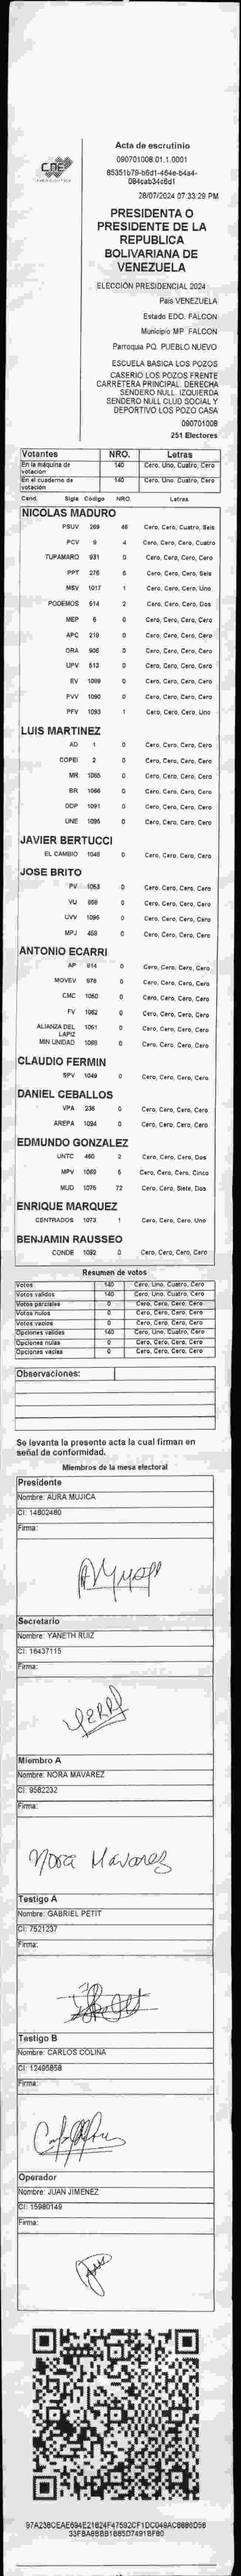 CNE
Acta de escrutinio
090701008.01.1.0001
28/07/2024 07:33:29 PM
PRESIDENTA O
PRESIDENTE DE LA
REPUBLICA
BOLIVARIANA DE
VENEZUELA
ELECCIÓN PRESIDENCIAL 2024
País VENEZUELA
Estado EDO. FALCON
Municipio MP. FALCON
Parroquia PQ. PUEBLO NUEVO
ESCUELA BASICA LOS POZOS
CASERIO LOS POZOS FRENTE
CARRETERA PRINCIPAL. DERECHA
SENDERO NULL. IZQUIERDA
SENDERO NULL CLUD SOCIAL Y
DEPORTIVO LOS POZO CASA
090701008
251 Electores
Votantes NRO. Letras
En la máquina de votación 140 Cero, Uno, Cuatro, Cero
En el cuaderno de votación 140 Cero, Uno, Cuatro, Cero
Cand. Sigla Código NRO. Letras
NICOLAS MADURO
PSUV 269 46 Cero, Cero, Cuatro, Seis
PCV 9 4 Cero, Cero, Cero, Cuatro
TUPAMARO 931 0 Cero, Cero, Cero, Cero
PPT 276 6 Cero, Cero, Cero, Seis
MSV 1017 1 Cero, Cero, Cero, Uno
PODEMOS 514 2 Cero, Cero, Cero, Dos
MEP 6 0 Cero, Cero, Cero, Cero
APC 219 0 Cero, Cero, Cero, Cero
ORA 908 0 Cero, Cero, Cero, Cero
UPV 513 0 Cero, Cero, Cero, Cero
EV 1089 0 Cero, Cero, Cero, Cero
PVV 1090 0 Cero, Cero, Cero, Cero
PFV 1093 1 Cero, Cero, Cero, Uno
LUIS MARTINEZ
AD 1 0 Cero, Cero, Cero, Cero
COPEI 2 0 Cero, Cero, Cero, Cero
MR 1065 0 Cero, Cero, Cero, Cero
BR 1066 0 Cero, Cero, Cero, Cero
DDP 1091 0 Cero, Cero, Cero, Cero
UNE 1095 0 Cero, Cero, Cero, Cero
JAVIER BERTUCCI
EL CAMBIO 1048 0 Cero, Cero, Cero, Cero
JOSE BRITO
PV 1053 0 Cero, Cero, Cero, Cero
VU 868 0 Cero, Cero, Cero, Cero
UVV 1096 0 Cero, Cero, Cero, Cero
MPJ 458 0 Cero, Cero, Cero, Cero
ANTONIO ECARRI
AP 814 0 Cero, Cero, Cero, Cero
MOVEV 978 0 Cero, Cero, Cero, Cero
CMC 1060 0 Cero, Cero, Cero, Cero
FV 1062 0 Cero, Cero, Cero, Cero
ALIANZA DEL LAPIZ 1051 0 Cero, Cero, Cero, Cero
MIN UNIDAD 1069 0 Cero, Cero, Cero, Cero
CLAUDIO FERMIN
SPV 1049 0 Cero, Cero, Cero, Cero
DANIEL CEBALLOS
VPA 238 0 Cero, Cero, Cero, Cero
AREPA 1094 0 Cero, Cero, Cero, Cero
EDMUNDO GONZALEZ
UNTC 460 2 Cero, Cero, Cero, Dos
MPV 1069 5 Cero, Cero, Cero, Cinco
MUD 1076 72 Cero, Cero, Siete, Dos
ENRIQUE MARQUEZ
CENTRADOS 1073 1 Cero, Cero, Cero, Uno
BENJAMIN RAUSSEO
CONDE 1092 0 Cero, Cero, Cero, Cero
Resumen de votos
Votos 140 Cero, Uno, Cuatro, Cero
Votos validos 140 Cero, Uno, Cuatro, Cero
Votos parciales 0 Cero, Cero, Cero, Cero
Votos nulos 0 Cero, Cero, Cero, Cero
Votos vacios 0 Cero, Cero, Cero, Cero
Opciones validas 140 Cero, Uno, Cuatro, Cero
Opciones nulas 0 Cero, Cero, Cero, Cero
Opciones vacias 0 Cero, Cero, Cero, Cero
Observaciones:
Se levanta la presente acta la cual firman en
señal de conformidad.
Miembros de la mesa electoral
Presidente
Nombre: AURA MUJICA
CI: 14802480
Firma:
Secretario
Nombre: YANETH RUIZ
CI: 16437115
Firma:
Miembro A
Nombre: NORA MAVAREZ
CI: 9582232
Firma:
Nora Mavarez
Testigo A
Nombre: GABRIEL PETIT
CI: 7521237
Firma:
Testigo B
Nombre: CARLOS COLINA
CI: 12495858
Firma:
Operador
Nombre: JUAN JIMENEZ
CI: 15980149
Firma: